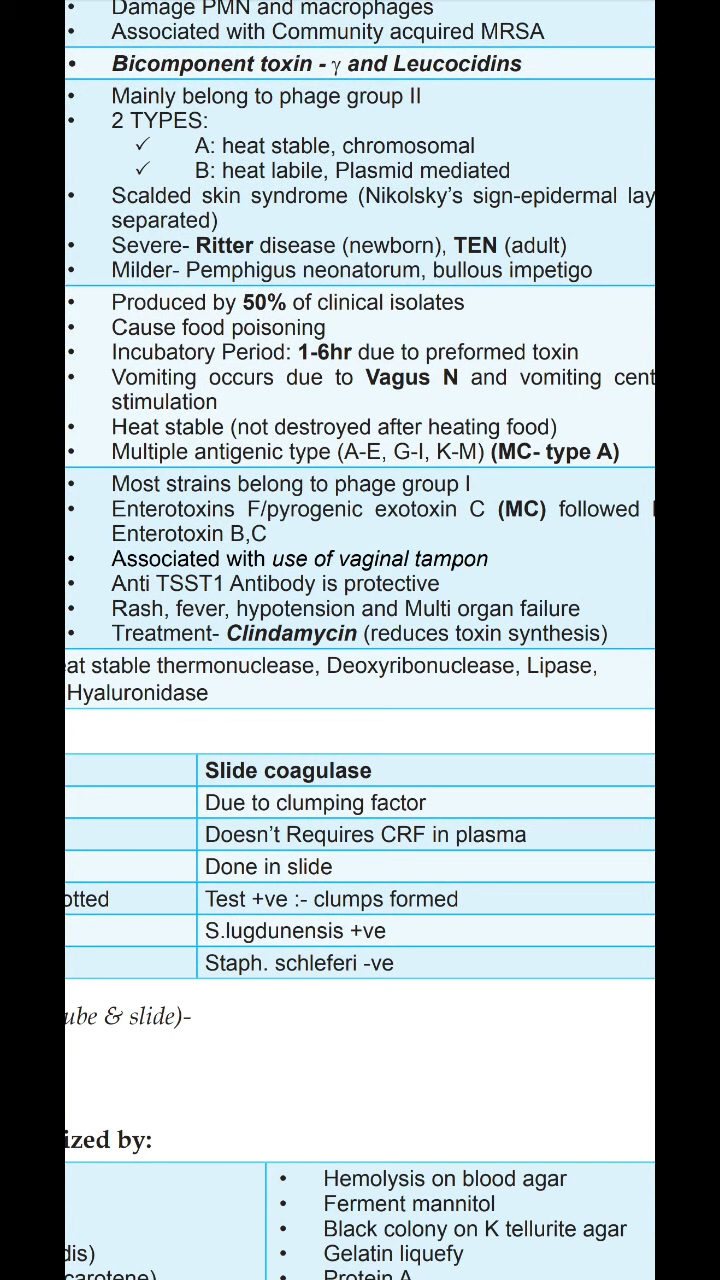 Damage PMN and macrophages
• Associated with Community acquired MRSA
• Bicomponent toxin - γ and Leucocidins
• Mainly belong to phage group II
• 2 TYPES:
✓ A: heat stable, chromosomal
✓ B: heat labile, Plasmid mediated
• Scalded skin syndrome (Nikolsky’s sign-epidermal lay
separated)
• Severe- Ritter disease (newborn), TEN (adult)
• Milder- Pemphigus neonatorum, bullous impetigo
• Produced by 50% of clinical isolates
• Cause food poisoning
• Incubatory Period: 1-6hr due to preformed toxin
• Vomiting occurs due to Vagus N and vomiting cent
stimulation
• Heat stable (not destroyed after heating food)
• Multiple antigenic type (A-E, G-I, K-M) (MC- type A)
• Most strains belong to phage group I
• Enterotoxins F/pyrogenic exotoxin C (MC) followed
Enterotoxin B,C
• Associated with use of vaginal tampon
• Anti TSST1 Antibody is protective
• Rash, fever, hypotension and Multi organ failure
• Treatment- Clindamycin (reduces toxin synthesis)
eat stable thermonuclease, Deoxyribonuclease, Lipase,
Hyaluronidase
Slide coagulase
Due to clumping factor
Doesn’t Requires CRF in plasma
Done in slide
otted Test +ve :- clumps formed
S.lugdunensis +ve
Staph. schleferi -ve
ube & slide)-
ized by:
• Hemolysis on blood agar
• Ferment mannitol
• Black colony on K tellurite agar
dis) • Gelatin liquefy
carotene) • Protein A